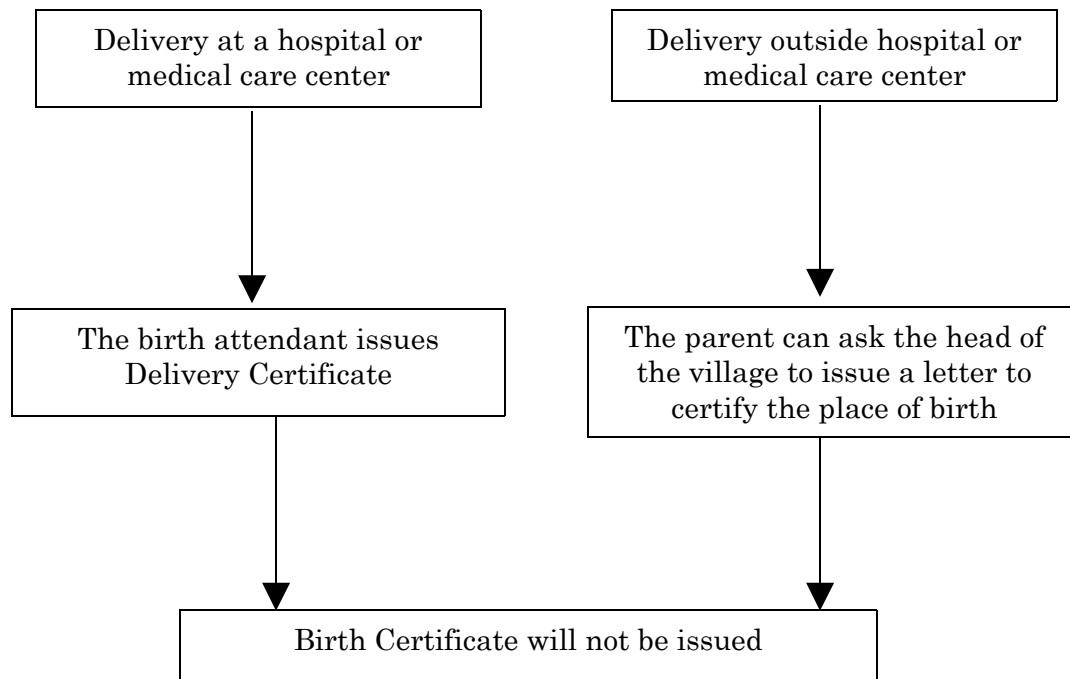 Delivery at a hospital or
medical care center
Delivery outside hospital or
medical care center
The birth attendant issues
Delivery Certificate
The parent can ask the head of
the village to issue a letter to
certify the place of birth
Birth Certificate will not be issued